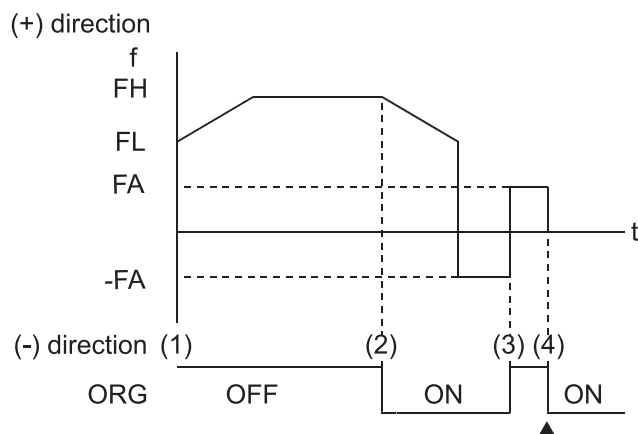 (+) direction
f
FH
FL
FA
t
-FA
(-) direction (1) (2) (3) (4)
ORG OFF ON ON